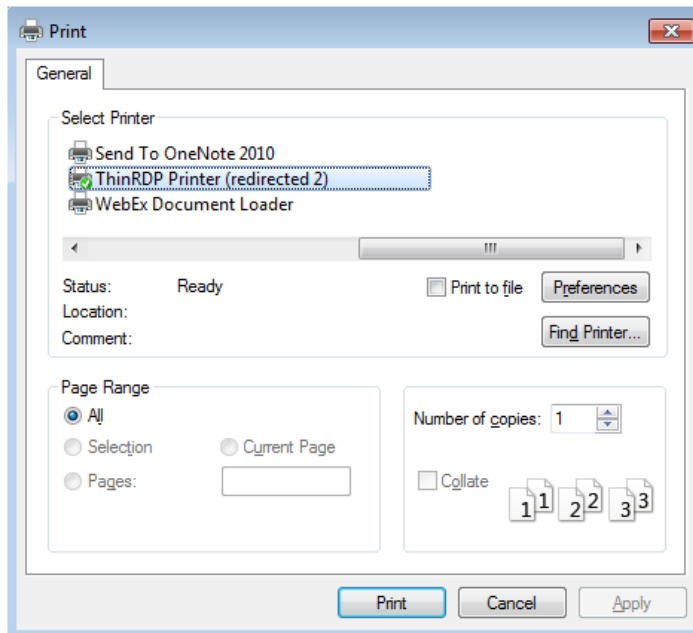 Print
General
Select Printer
Send To OneNote 2010
ThinRDP Printer (redirected 2)
WebEx Document Loader
Status: Ready
Print to file
Preferences
Location:
Comment:
Find Printer...
Page Range
All
Selection
Current Page
Pages:
Number of copies: 1
Collate
1 1 2 2 3 3
Print
Cancel
Apply